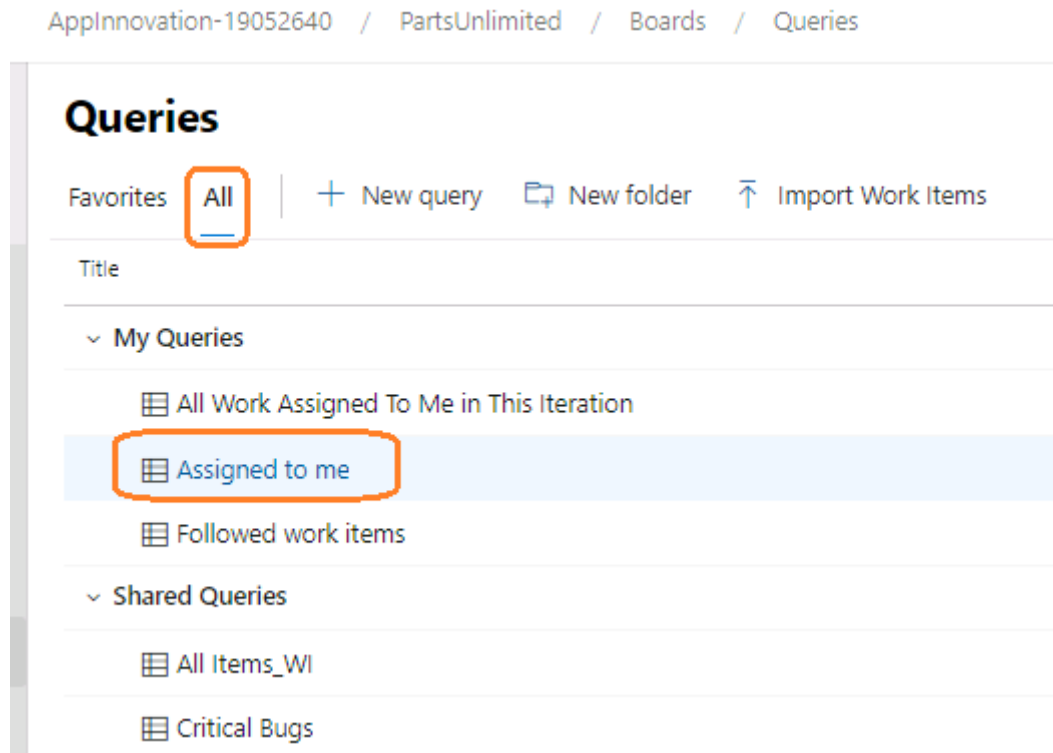 AppInnovation-19052640 / PartsUnlimited / Boards / Queries
Queries
Favorites All + New query New folder Import Work Items
Title
My Queries
All Work Assigned To Me in This Iteration
Assigned to me
Followed work items
Shared Queries
All Items_WI
Critical Bugs